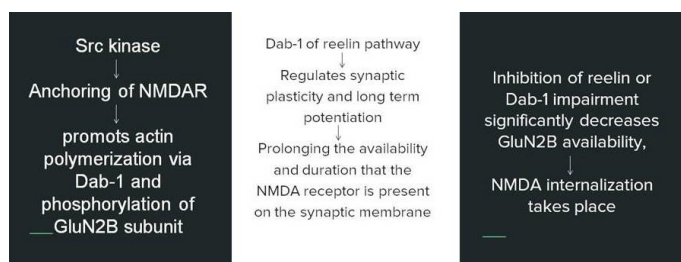 Src kinase
Anchoring of NMDAR
promots actin
polymerization via
Dab-1 and
phosphorylation of
GluN2B subunit
Dab-1 of reelin pathway
Regulates synaptic
plasticity and long term
potentiation
Prolonging the availability
and duration that the
NMDA receptor is present
on the synaptic membrane
Inhibition of reelin or
Dab-1 impairment
significantly decreases
GluN2B availability,
NMDA internalization
takes place